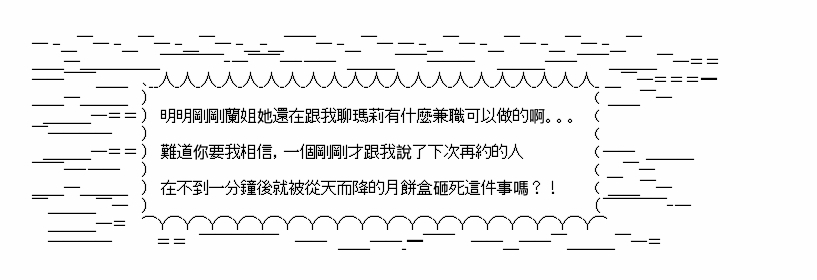 明明剛剛蘭姐她還在跟我聊瑪莉有什麼兼職可以做的啊。。。
難道你要我相信，一個剛剛才跟我說了下次再約的人
在不到一分鐘後就被從天而降的月餅盒砸死這件事嗎？！